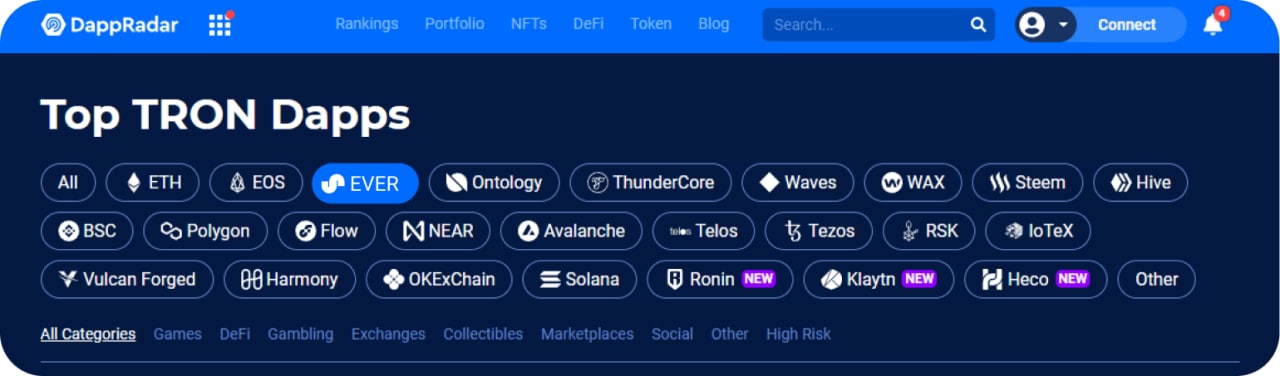 DappRadar Rankings Portfolio NFTs DeFi Token Blog Search... Connect 4
Top TRON Dapps
All ETH EOS EVER Ontology ThunderCore Waves WAX Steem Hive
BSC Polygon Flow NEAR Avalanche telos Telos Tezos RSK IoTeX
Vulcan Forged Harmony OKExChain Solana Ronin NEW Klaytn NEW Heco NEW Other
All Categories Games DeFi Gambling Exchanges Collectibles Marketplaces Social Other High Risk